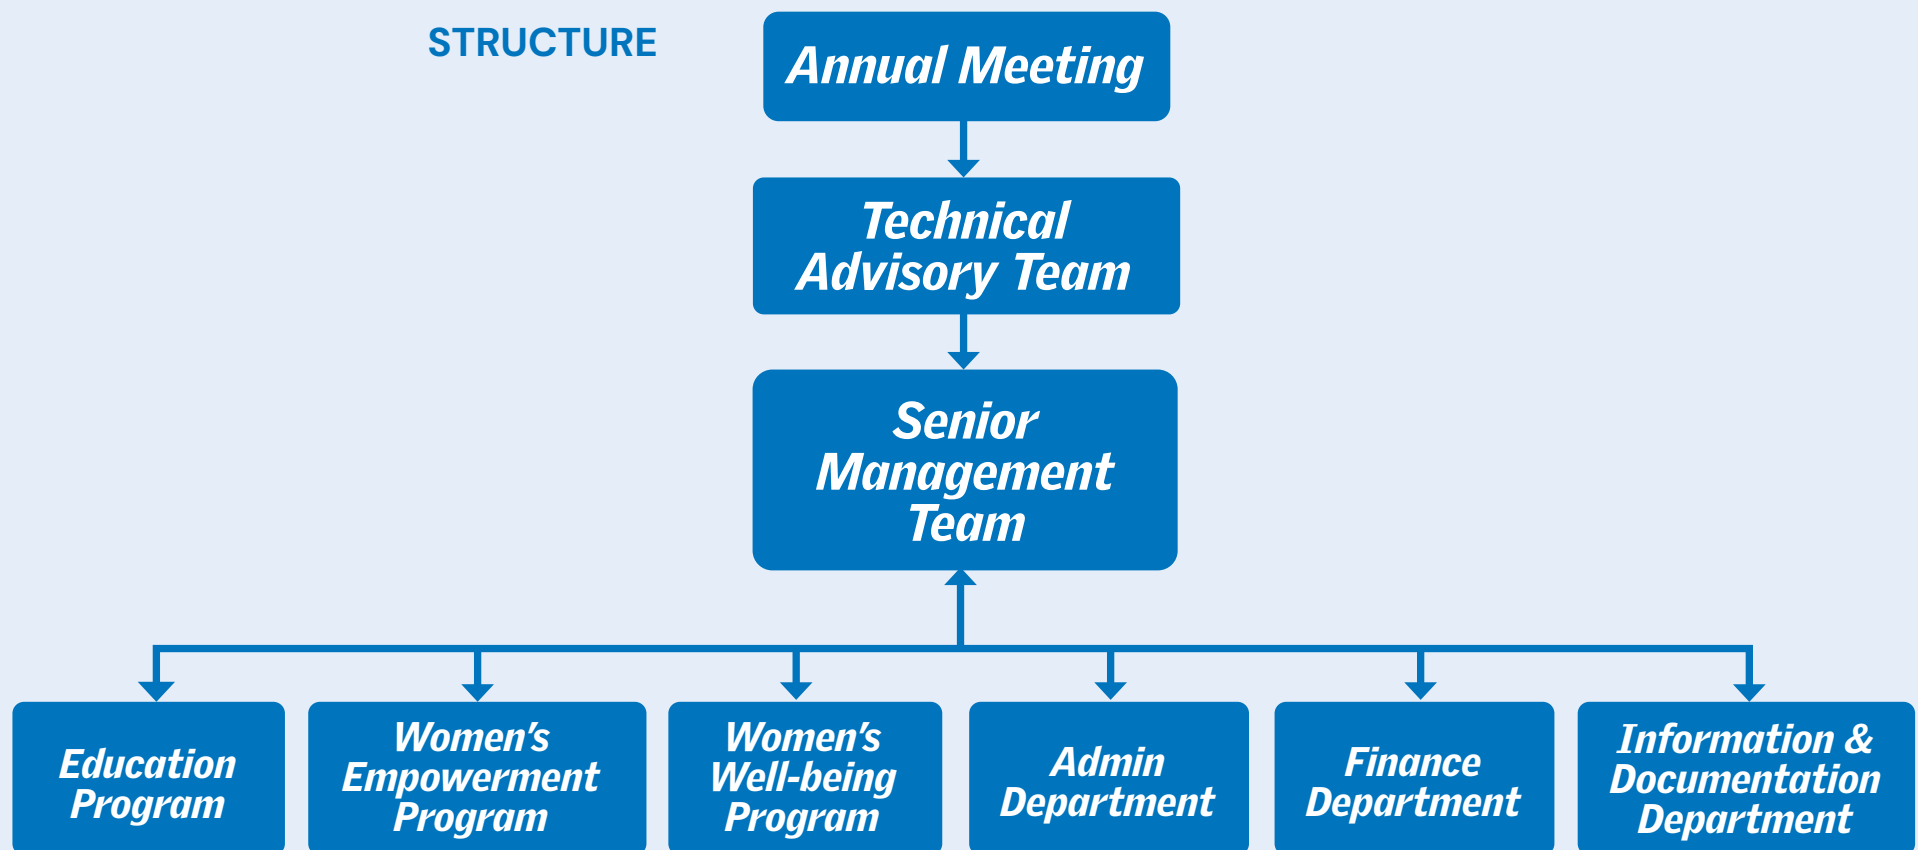 STRUCTURE
Annual Meeting
Technical
Advisory Team
Senior
Management
Team
Education
Program
Women’s
Empowerment
Program
Women’s
Well-being
Program
Admin
Department
Finance
Department
Information &
Documentation
Department